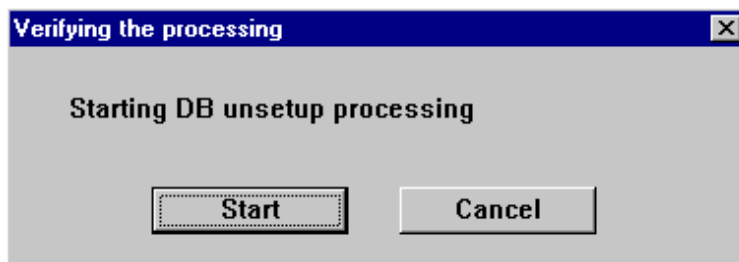 Verifying the processing
Starting DB unsetup processing
Start
Cancel